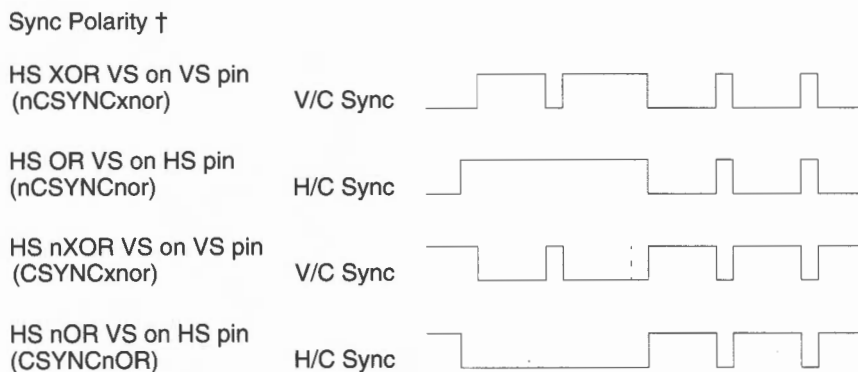 Sync Polarity †
HS XOR VS on VS pin
(nCSYNCxnor) V/C Sync
HS OR VS on HS pin
(nCSYNCnor) H/C Sync
HS nXOR VS on VS pin
(CSYNCxnor) V/C Sync
HS nOR VS on HS pin
(CSYNCnOR) H/C Sync